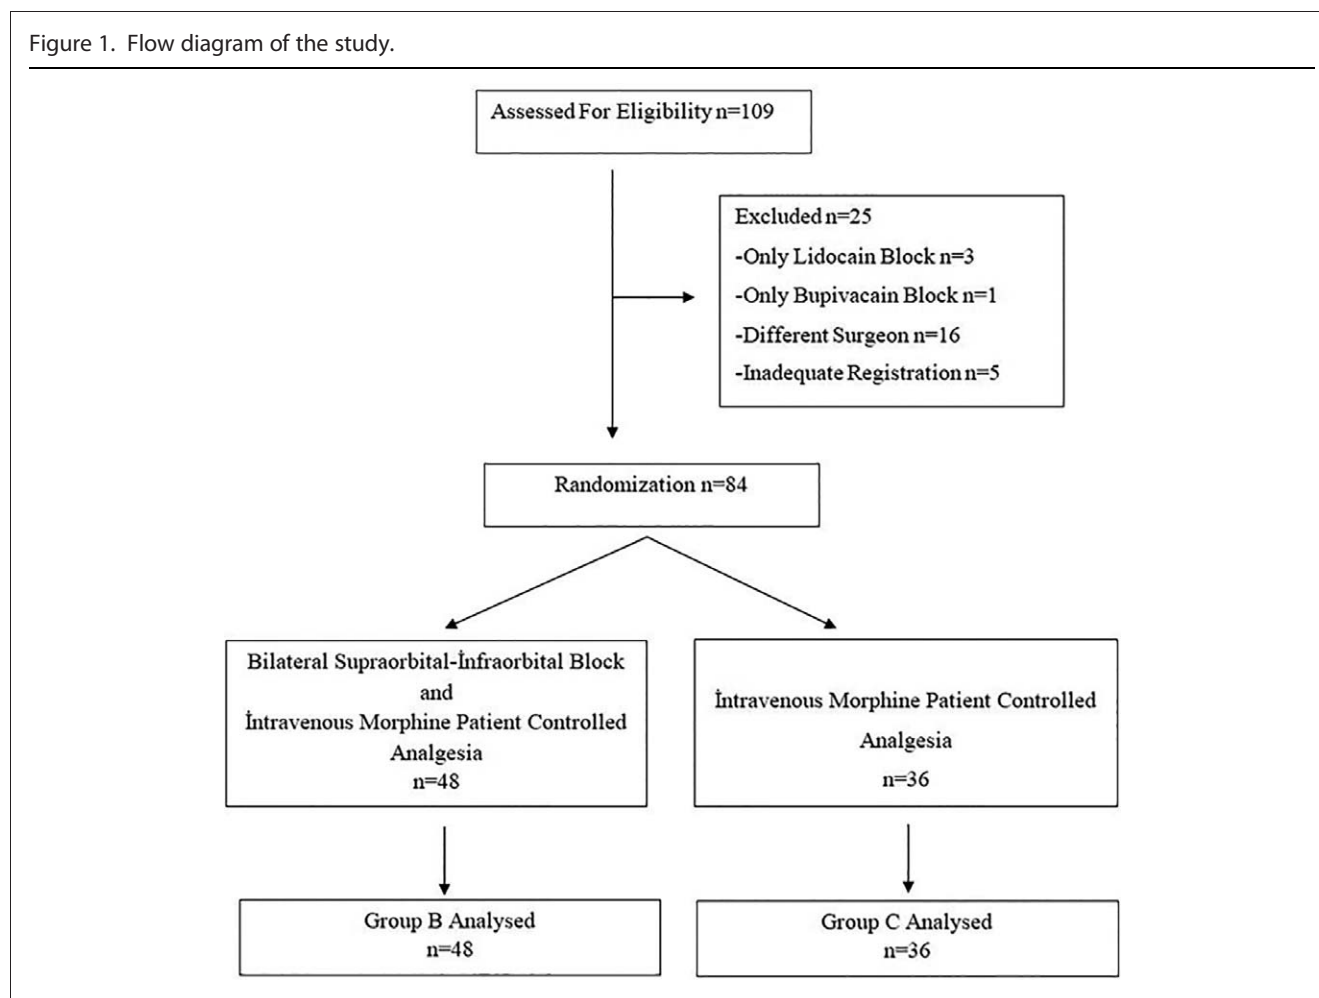 Figure 1. Flow diagram of the study.
Assessed For Eligibility n=109
Excluded n=25
-Only Lidocain Block n=3
-Only Bupivacain Block n=1
-Different Surgeon n=16
-Inadequate Registration n=5
Randomization n=84
Bilateral Supraorbital-İnfraorbital Block
and
İntravenous Morphine Patient Controlled
Analgesia
n=48
İntravenous Morphine Patient Controlled
Analgesia
n=36
Group B Analysed
n=48
Group C Analysed
n=36